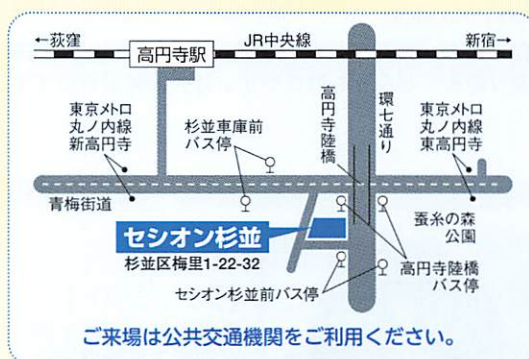 ←荻窪
JR中央線
新宿→
高円寺駅
東京メトロ
丸ノ内線
新高円寺
杉並車庫前
バス停
高円寺陸橋
環七通り
東京メトロ
丸ノ内線
東高円寺
青梅街道
蚕糸の森
公園
セシオン杉並
杉並区梅里1-22-32
高円寺陸橋
バス停
セシオン杉並前バス停
ご来場は公共交通機関をご利用ください。